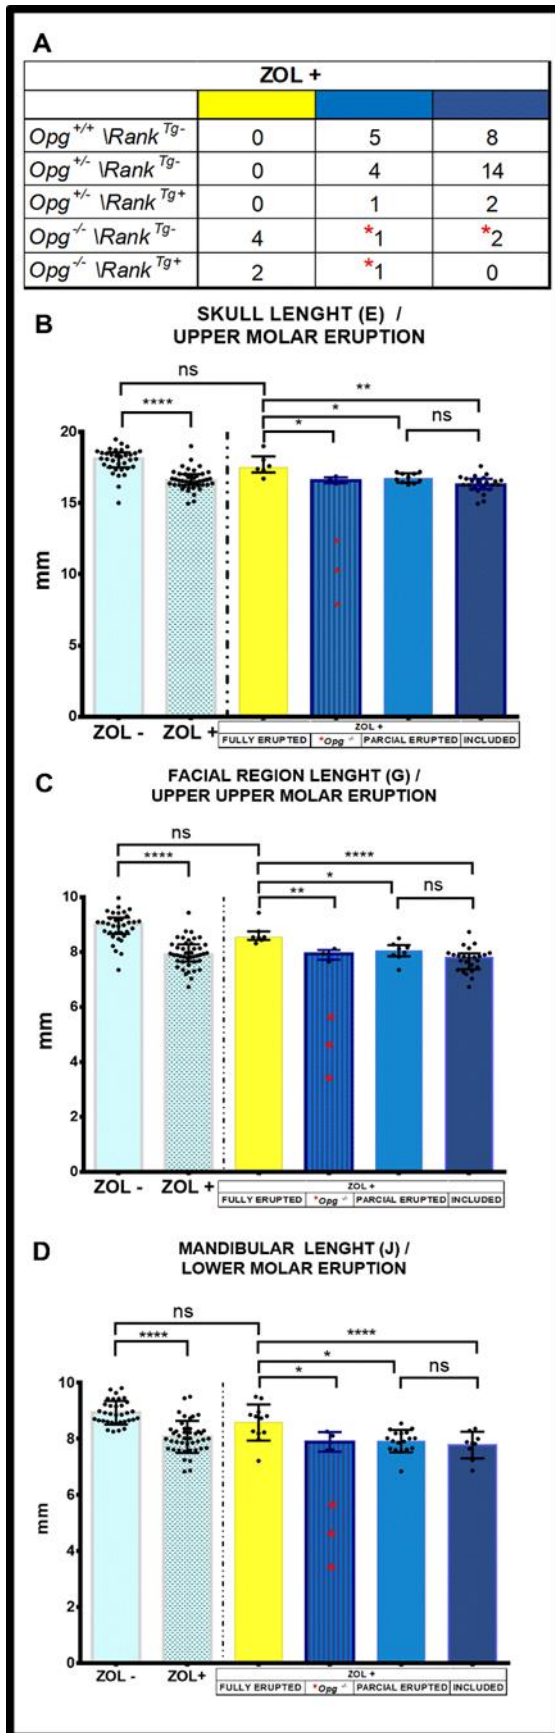 A
ZOL +
Opg +/+ \Rank Tg- 0 5 8
Opg +/- \Rank Tg- 0 4 14
Opg +/- \Rank Tg+ 0 1 2
Opg -/- \Rank Tg- 4 *1 *2
Opg -/- \Rank Tg+ 2 *1 0
B
SKULL LENGHT (E) /
UPPER MOLAR ERUPTION
ns
**
****
*
ns
*
20
15
10
5
0
mm
ZOL - ZOL +
ZOL +
FULLY ERUPTED *Opg -/- PARCIAL ERUPTED INCLUDED
C
FACIAL REGION LENGHT (G) /
UPPER UPPER MOLAR ERUPTION
ns
****
****
*
ns
**
10
8
6
4
2
0
mm
ZOL - ZOL +
ZOL +
FULLY ERUPTED *Opg -/- PARCIAL ERUPTED INCLUDED
D
MANDIBULAR LENGHT (J) /
LOWER MOLAR ERUPTION
ns
****
****
*
ns
*
10
8
6
4
2
0
mm
ZOL - ZOL+
ZOL +
FULLY ERUPTED *Opg -/- PARCIAL ERUPTED INCLUDED